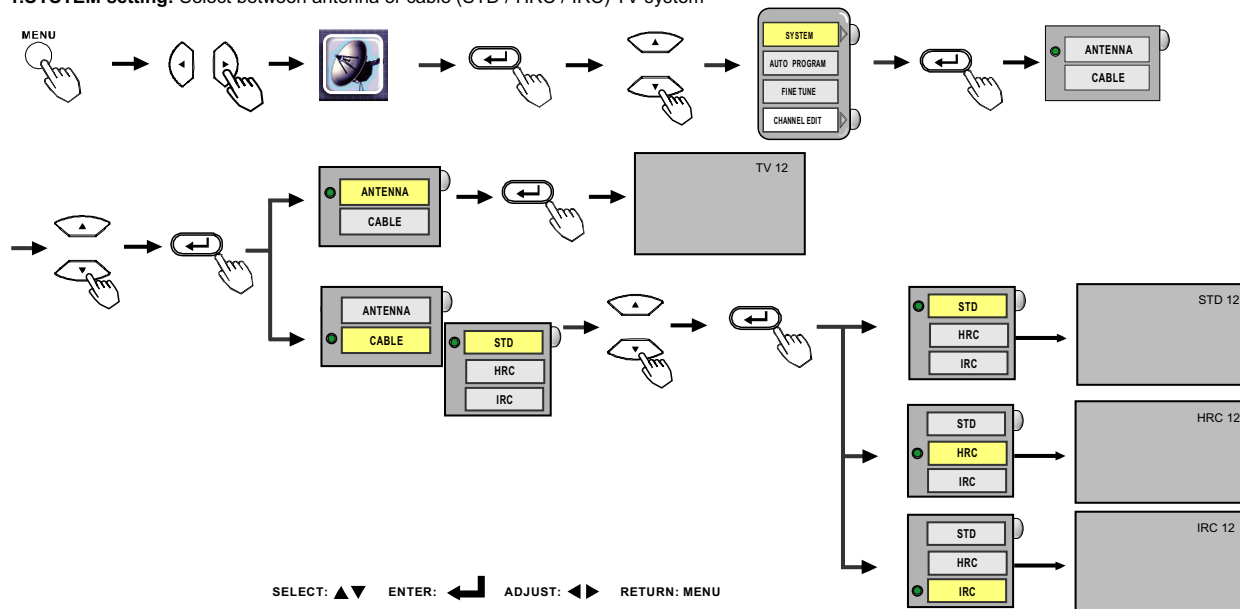 1.SYSTEM setting: Select between antenna or cable (STD / HRC / IRC) TV system
MENU
SYSTEM
AUTO PROGRAM
FINE TUNE
CHANNEL EDIT
ANTENNA
CABLE
ANTENNA
CABLE
TV 12
ANTENNA
CABLE
STD
HRC
IRC
STD
HRC
IRC
STD 12
STD
HRC
IRC
HRC 12
STD
HRC
IRC
IRC 12
SELECT: ▲▼ ENTER: ↵ ADJUST: ◀ ▶ RETURN: MENU